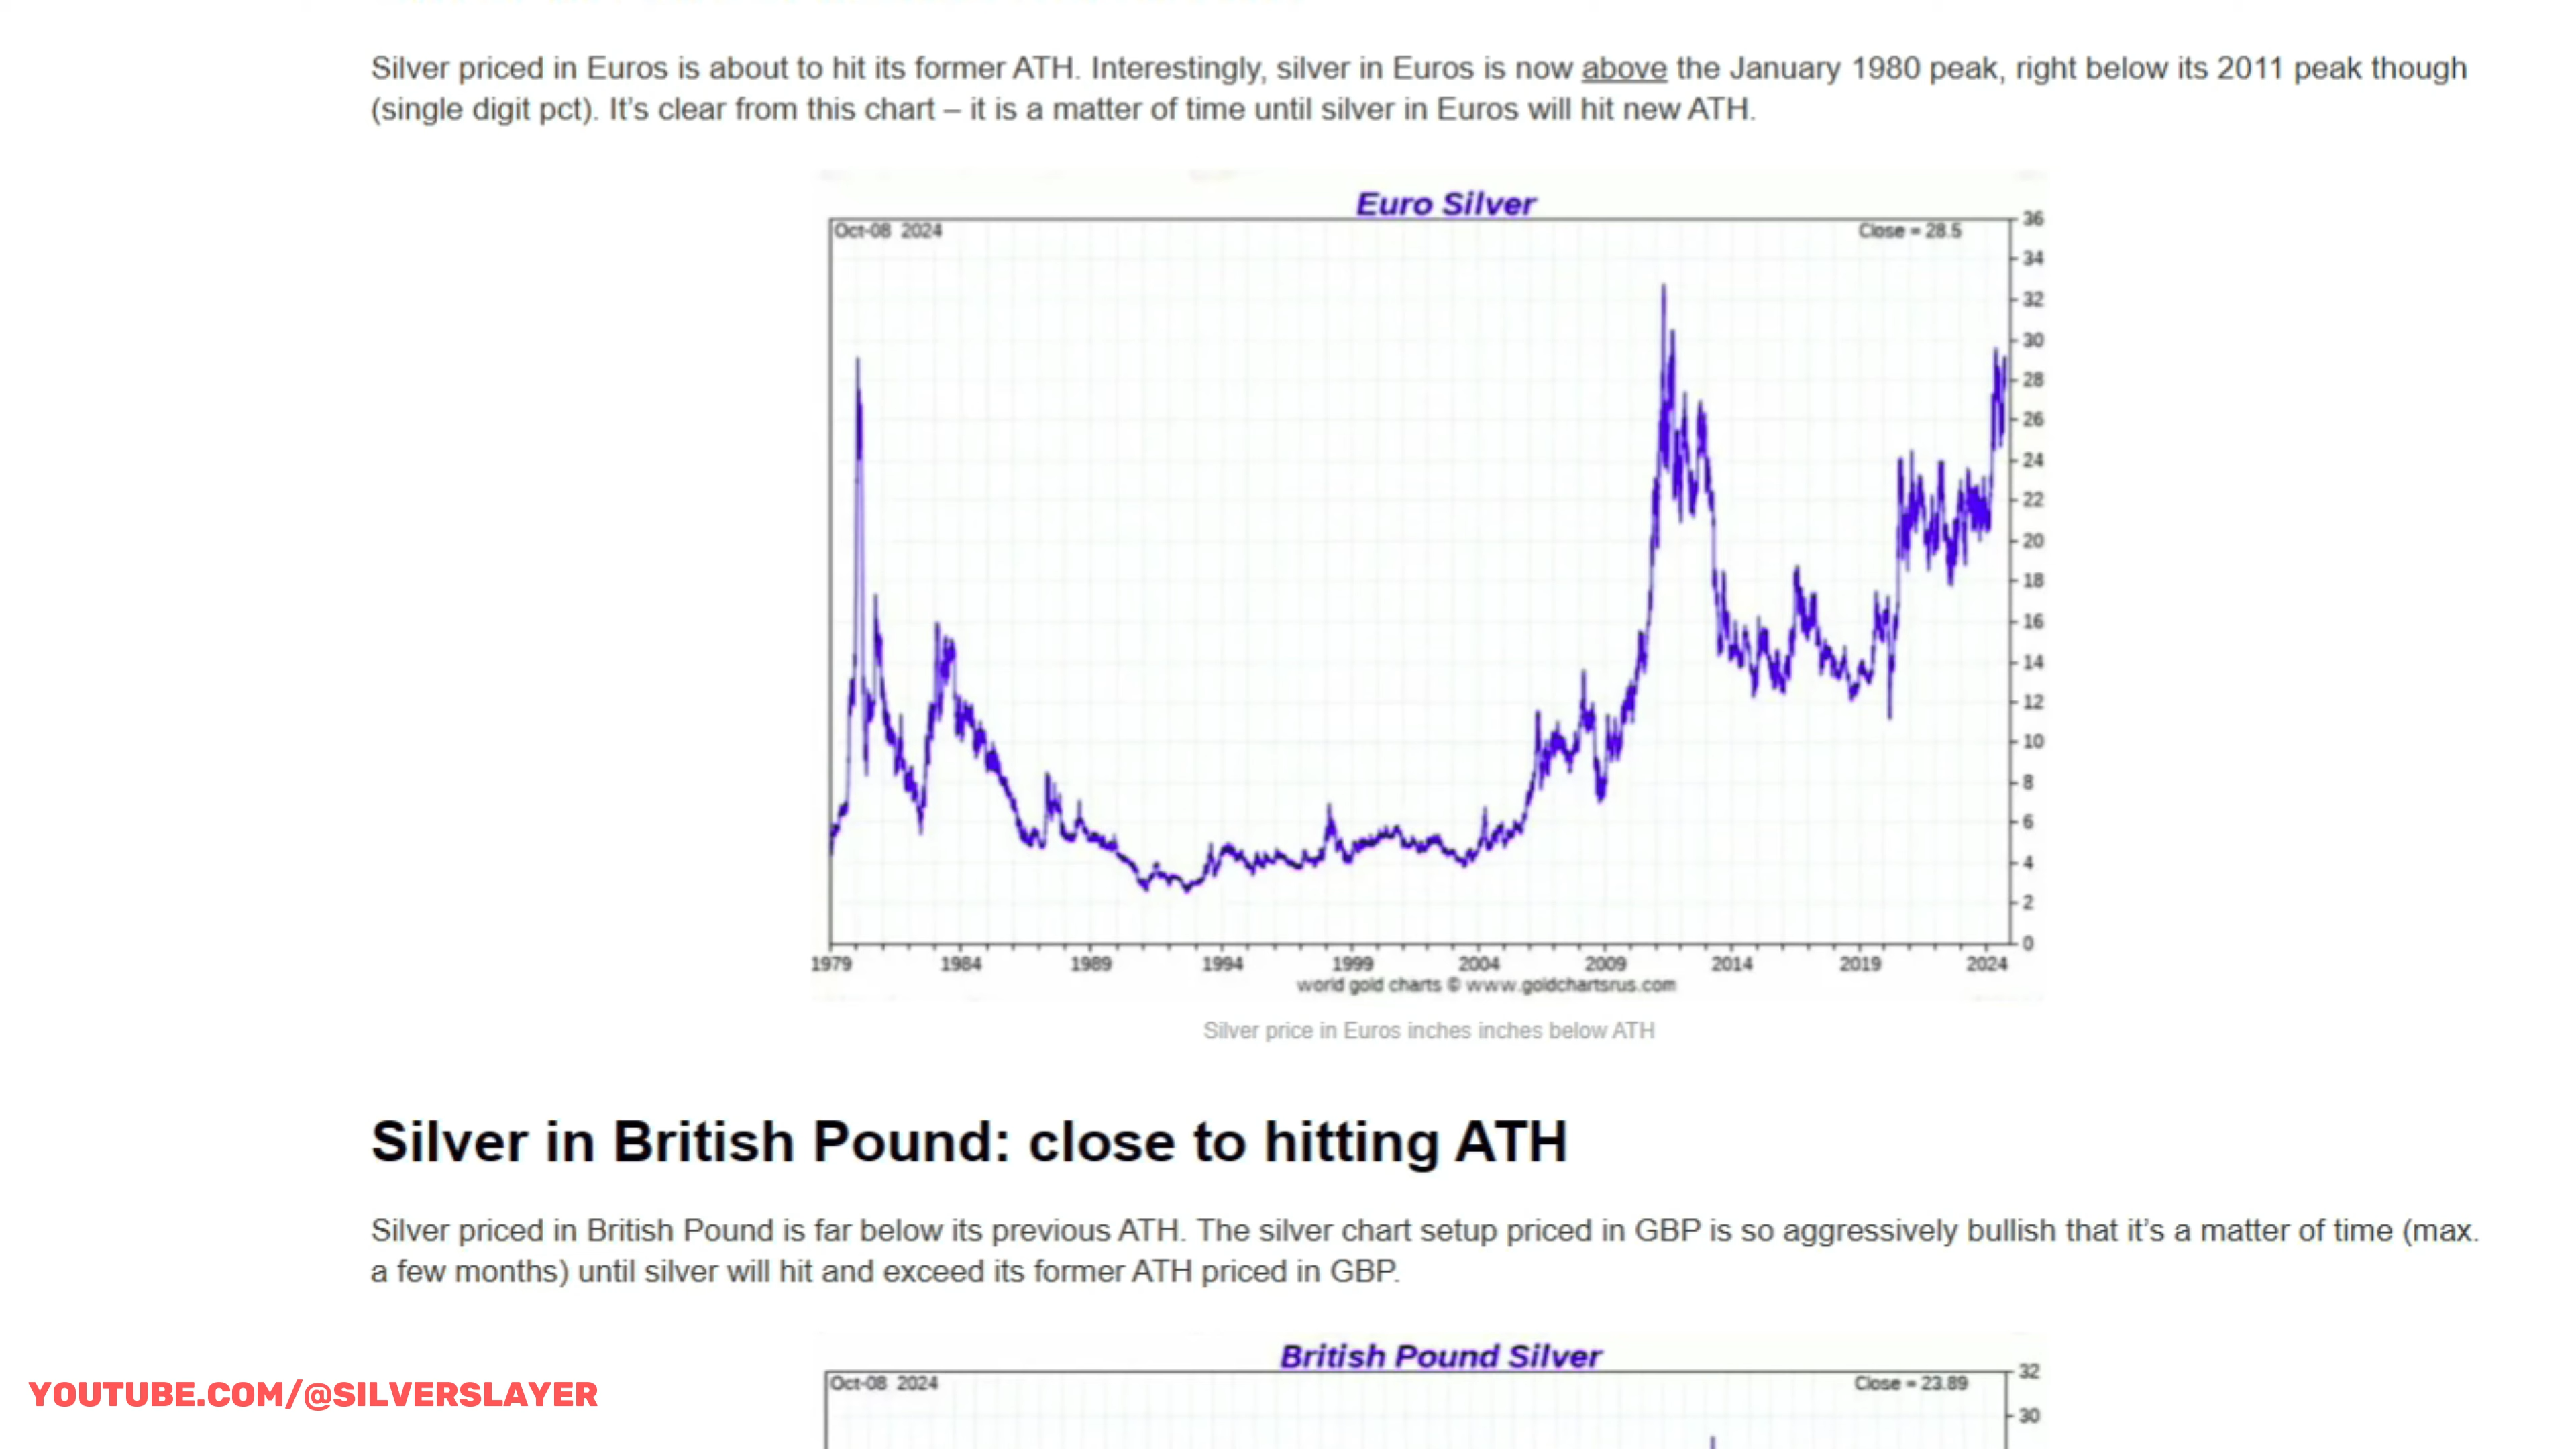 Silver priced in Euros is about to hit its former ATH. Interestingly, silver in Euros is now above the January 1980 peak, right below its 2011 peak though
(single digit pct). It’s clear from this chart – it is a matter of time until silver in Euros will hit new ATH.
Euro Silver
Oct-08 2024
Close = 28.5
36
34
32
30
28
26
24
22
20
18
16
14
12
10
8
6
4
2
0
1979 1984 1989 1994 1999 2004 2009 2014 2019 2024
world gold charts © www.goldchartsrus.com
Silver price in Euros inches inches below ATH
Silver in British Pound: close to hitting ATH
Silver priced in British Pound is far below its previous ATH. The silver chart setup priced in GBP is so aggressively bullish that it’s a matter of time (max.
a few months) until silver will hit and exceed its former ATH priced in GBP.
British Pound Silver
Oct-08 2024
Close = 23.89
32
30
YOUTUBE.COM/@SILVERSLAYER